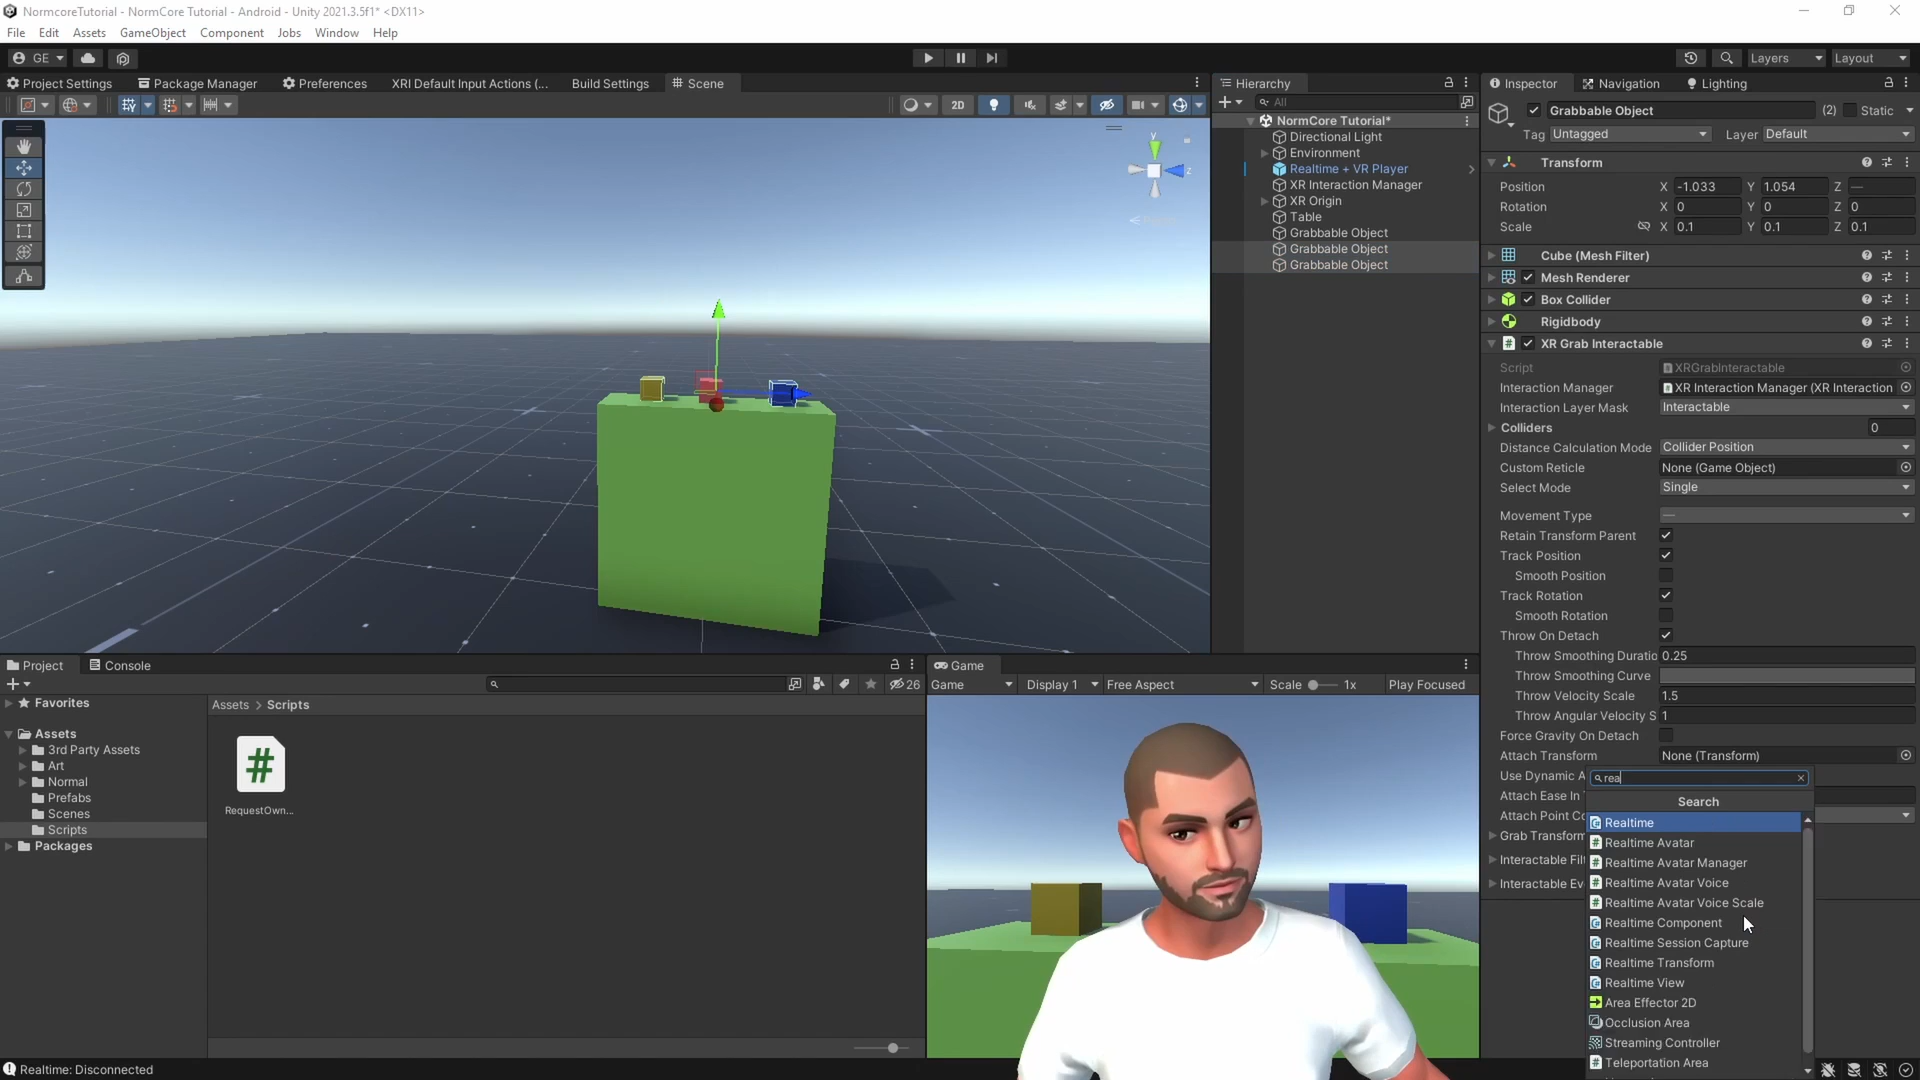 NormcoreTutorial - NormCore Tutorial - Android - Unity 2021.3.5f1* <DX11>
File Edit Assets GameObject Component Jobs Window Help
GE Layers Layout
Project Settings Package Manager Preferences XRI Default Input Actions (... Build Settings Scene
2D
y
z
Hierarchy
All
NormCore Tutorial*
Directional Light
Environment
Realtime + VR Player
XR Interaction Manager
XR Origin
Table
Grabbable Object
Grabbable Object
Grabbable Object
Inspector Navigation Lighting
Grabbable Object (2) Static
Tag Untagged Layer Default
Transform
Position X -1.033 Y 1.054 Z —
Rotation X 0 Y 0 Z 0
Scale X 0.1 Y 0.1 Z 0.1
Cube (Mesh Filter)
Mesh Renderer
Box Collider
Rigidbody
XR Grab Interactable
Script XRGrabInteractable
Interaction Manager XR Interaction Manager (XR Interaction
Interaction Layer Mask Interactable
Colliders 0
Distance Calculation Mode Collider Position
Custom Reticle None (Game Object)
Select Mode Single
Movement Type —
Retain Transform Parent
Track Position
Smooth Position
Track Rotation
Smooth Rotation
Throw On Detach
Throw Smoothing Duratio 0.25
Throw Smoothing Curve
Throw Velocity Scale 1.5
Throw Angular Velocity S 1
Force Gravity On Detach
Attach Transform None (Transform)
Use Dynamic A
Attach Ease In
Attach Point Co
Grab Transform
Interactable Filt
Interactable Ev
rea
Search
Realtime
Realtime Avatar
Realtime Avatar Manager
Realtime Avatar Voice
Realtime Avatar Voice Scale
Realtime Component
Realtime Session Capture
Realtime Transform
Realtime View
Area Effector 2D
Occlusion Area
Streaming Controller
Teleportation Area
Project Console
26
Favorites
Assets
3rd Party Assets
Art
Normal
Prefabs
Scenes
Scripts
Packages
Assets > Scripts
RequestOwn...
Game
Game Display 1 Free Aspect Scale 1x Play Focused
Realtime: Disconnected